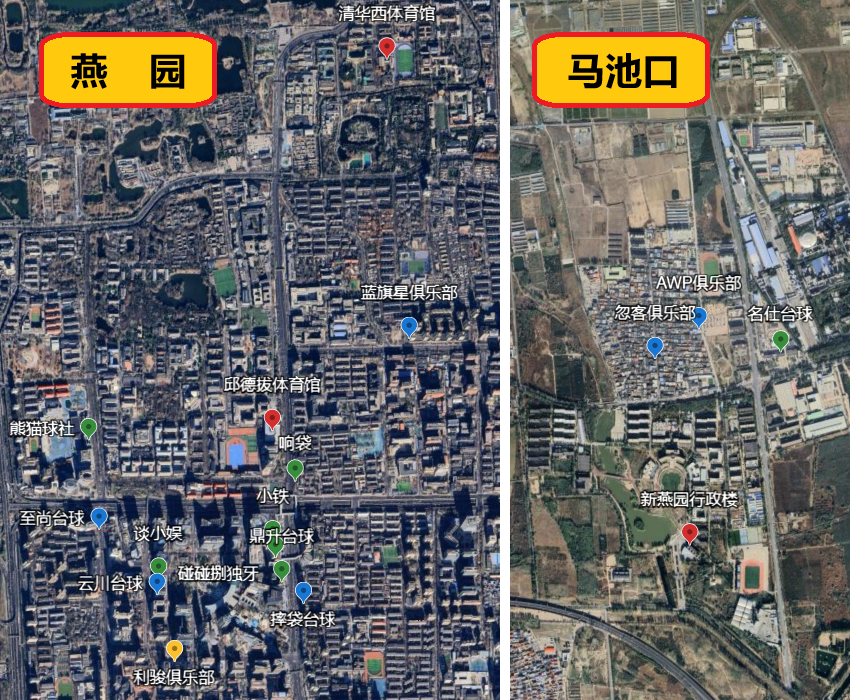 清华西体育馆
燕 园
蓝旗星俱乐部
邱德拔体育馆
熊猫球社
响袋
小铁
至尚台球
谈小娱
鼎升台球
云川台球
碰碰捌独牙
摔袋台球
利骏俱乐部
马池口
AWP俱乐部
忽客俱乐部
名仕台球
新燕园行政楼